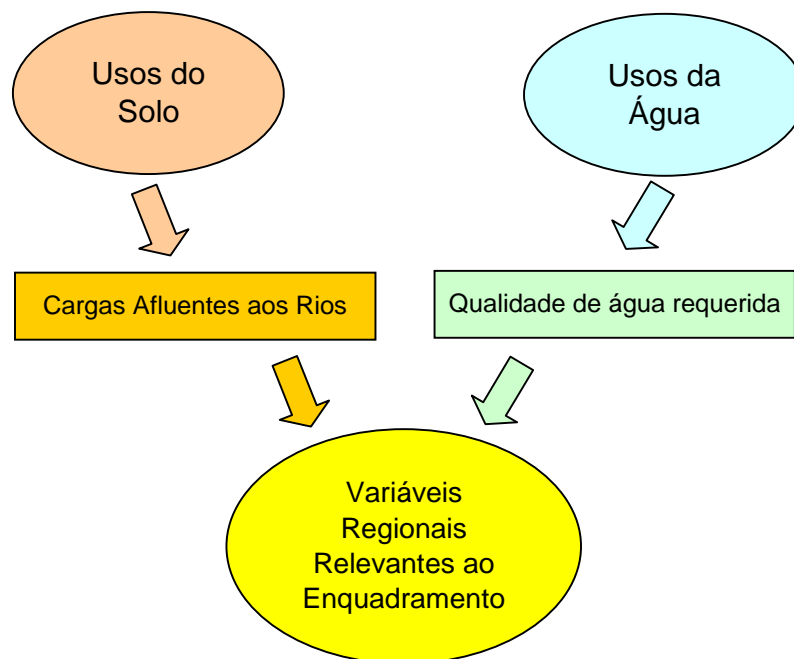 Usos do
Solo
Usos da
Água
Cargas Afluentes aos Rios
Qualidade de água requerida
Variáveis
Regionais
Relevantes ao
Enquadramento